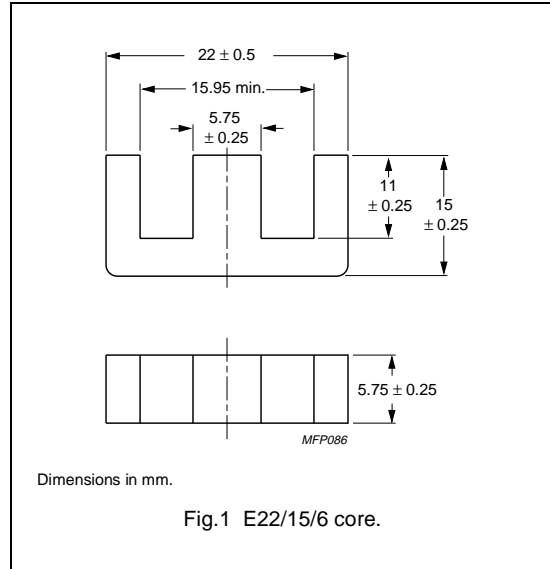 22 ± 0.5
15.95 min.
5.75
± 0.25
11
± 0.25
15
± 0.25
5.75 ± 0.25
MFP086
Dimensions in mm.
Fig.1 E22/15/6 core.